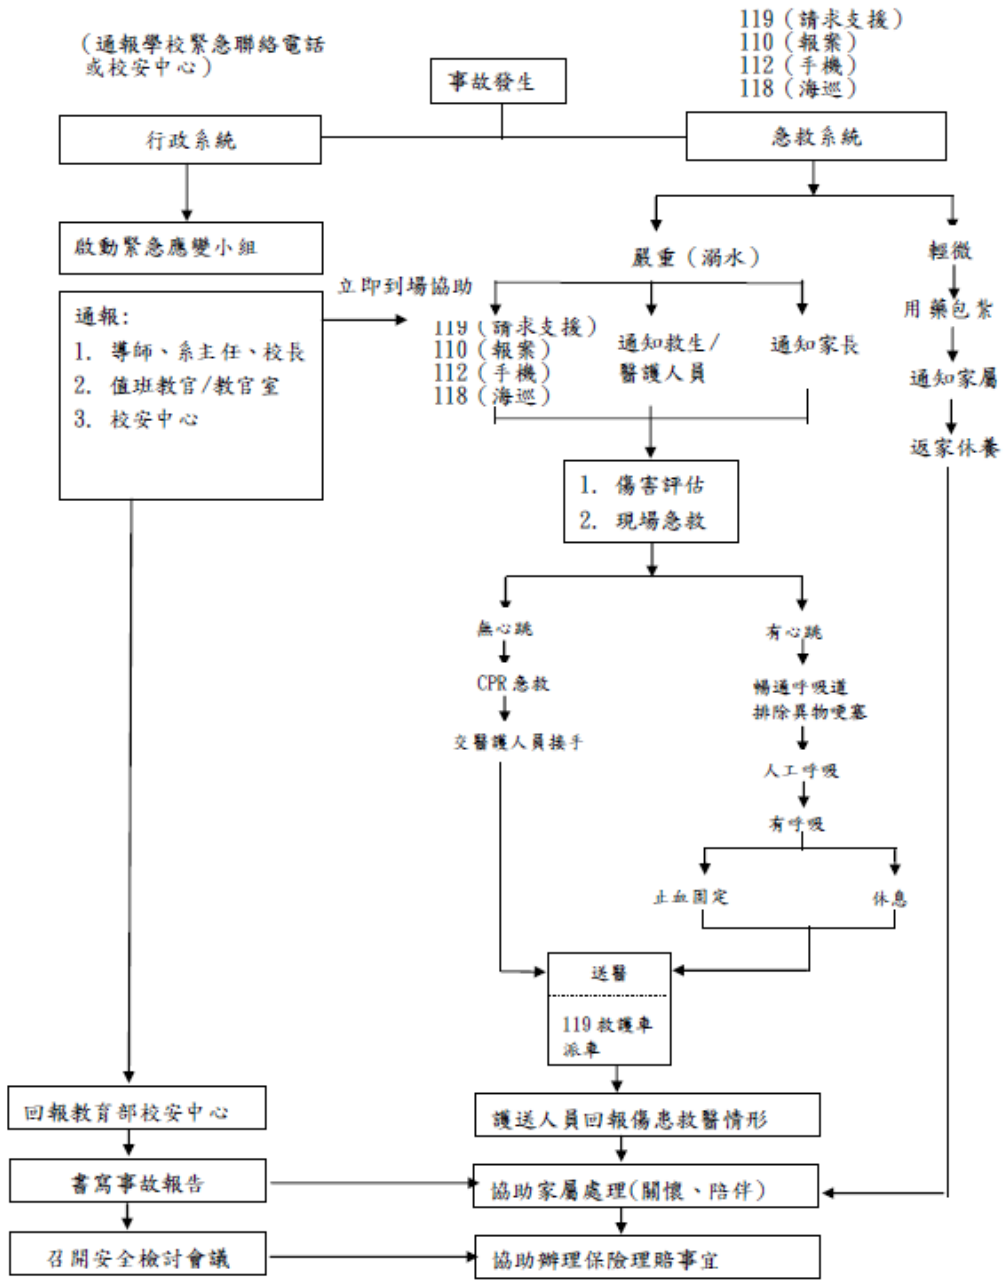 119（請求支援）
110（報案）
112（手機）
118（海巡）
（通報學校緊急聯絡電話
或校安中心）
事故發生
行政系統
急救系統
啟動緊急應變小組
嚴重（溺水）
輕微
立即到場協助
通報:
1. 導師、系主任、校長
2. 值班教官/教官室
3. 校安中心
119（請求支援）
110（報案）
112（手機）
118（海巡）
通知救生/
醫護人員
通知家長
用藥包紮
通知家屬
返家休養
1. 傷害評估
2. 現場急救
無心跳
有心跳
CPR 急救
暢通呼吸道
排除異物哽塞
交醫護人員接手
人工呼吸
有呼吸
止血固定
休息
送醫
119 救護車
派車
回報教育部校安中心
護送人員回報傷患救醫情形
書寫事故報告
協助家屬處理(關懷、陪伴)
召開安全檢討會議
協助辦理保險理賠事宜